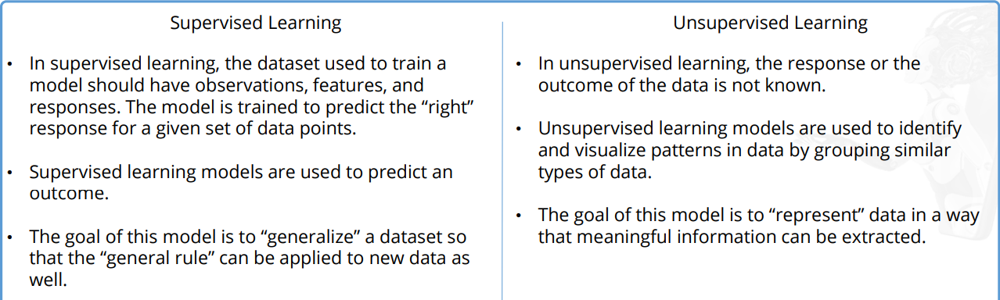 Supervised Learning
• In supervised learning, the dataset used to train a
model should have observations, features, and
responses. The model is trained to predict the “right”
response for a given set of data points.
• Supervised learning models are used to predict an
outcome.
• The goal of this model is to “generalize” a dataset so
that the “general rule” can be applied to new data as
well.
Unsupervised Learning
• In unsupervised learning, the response or the
outcome of the data is not known.
• Unsupervised learning models are used to identify
and visualize patterns in data by grouping similar
types of data.
• The goal of this model is to “represent” data in a way
that meaningful information can be extracted.